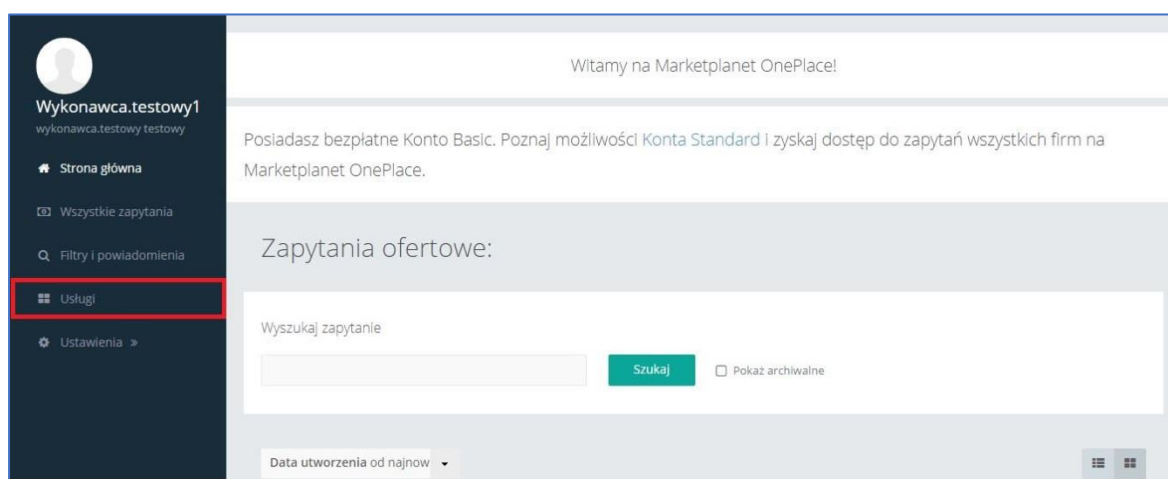 Wykonawca.testowy1
wykonawca.testowy testowy
Strona główna
Wszystkie zapytania
Filtry i powiadomienia
Usługi
Ustawienia »
Witamy na Marketplanet OnePlace!
Posiadasz bezpłatne Konto Basic. Poznaj możliwości Konta Standard i zyskaj dostęp do zapytań wszystkich firm na
Marketplanet OnePlace.
Zapytania ofertowe:
Wyszukaj zapytanie
Szukaj
Pokaż archiwalne
Data utworzenia od najnow